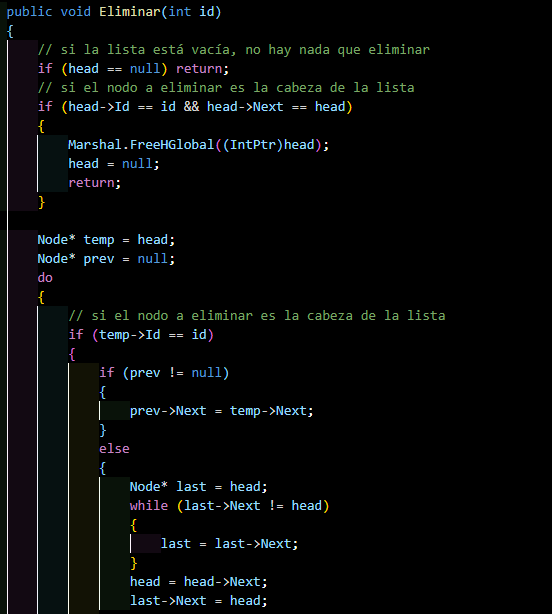 public void Eliminar(int id)
{
    // si la lista está vacía, no hay nada que eliminar
    if (head == null) return;
    // si el nodo a eliminar es la cabeza de la lista
    if (head->Id == id && head->Next == head)
    {
        Marshal.FreeHGlobal((IntPtr)head);
        head = null;
        return;
    }

    Node* temp = head;
    Node* prev = null;
    do
    {
        // si el nodo a eliminar es la cabeza de la lista
        if (temp->Id == id)
        {
            if (prev != null)
            {
                prev->Next = temp->Next;
            }
            else
            {
                Node* last = head;
                while (last->Next != head)
                {
                    last = last->Next;
                }
                head = head->Next;
                last->Next = head;